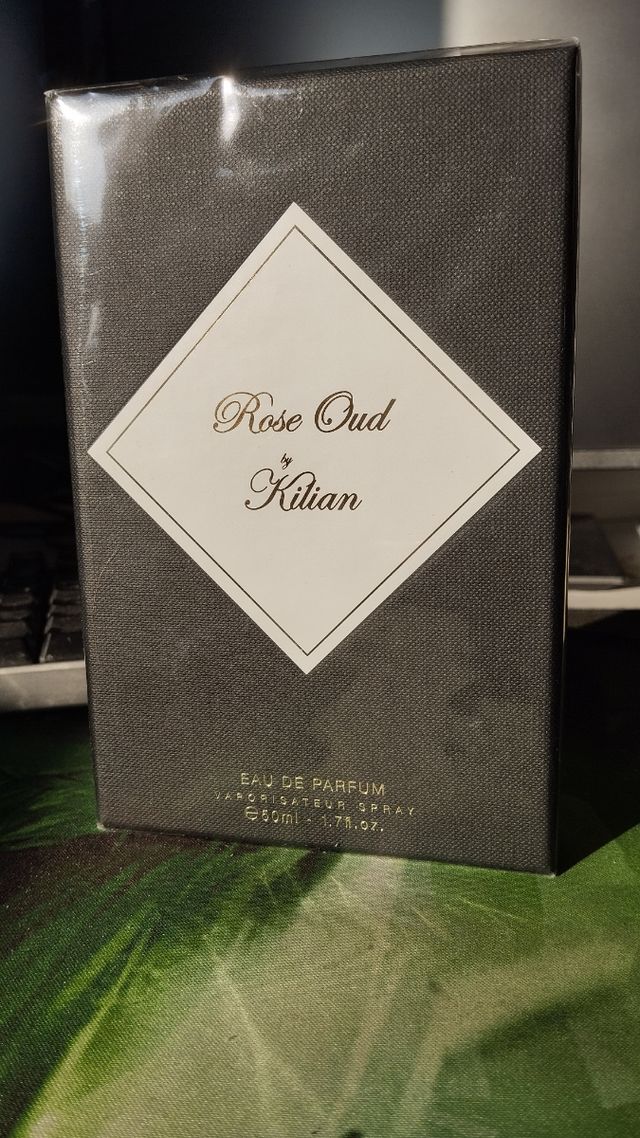 Rose Oud
by
Kilian
EAU DE PARFUM
VAPORISATEUR SPRAY
℮50ml - 1.7fl.oz.